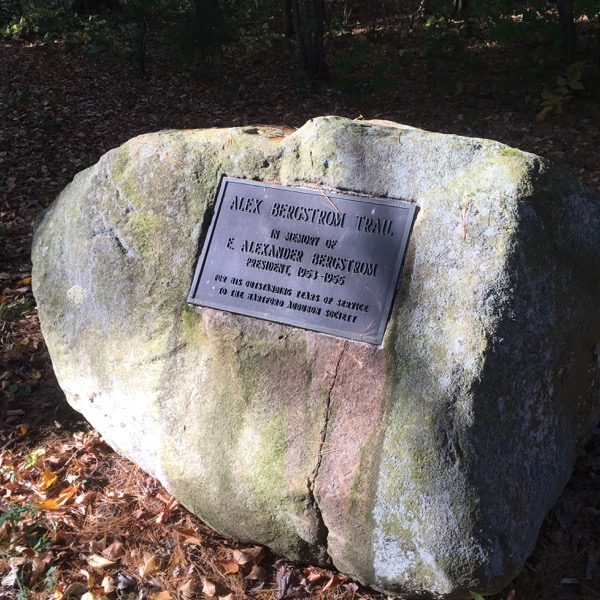 ALEX BERGSTROM TRAIL
IN MEMORY OF
E. ALEXANDER BERGSTROM
PRESIDENT, 1953-1955
FOR HIS OUTSTANDING YEARS OF SERVICE
TO THE HARTFORD AUDUBON SOCIETY